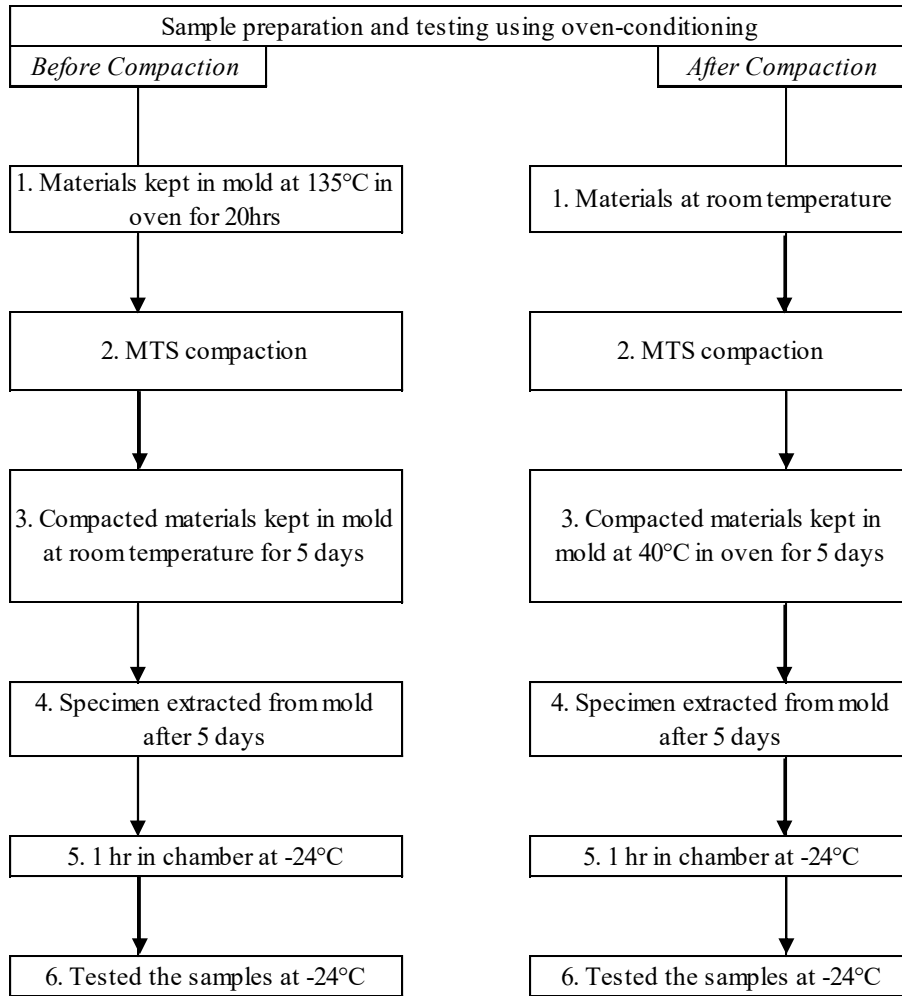 Sample preparation and testing using oven-conditioning
Before Compaction
After Compaction
1. Materials kept in mold at 135°C in
oven for 20hrs
2. MTS compaction
3. Compacted materials kept in mold
at room temperature for 5 days
4. Specimen extracted from mold
after 5 days
5. 1 hr in chamber at -24°C
6. Tested the samples at -24°C
1. Materials at room temperature
2. MTS compaction
3. Compacted materials kept in
mold at 40°C in oven for 5 days
4. Specimen extracted from mold
after 5 days
5. 1 hr in chamber at -24°C
6. Tested the samples at -24°C